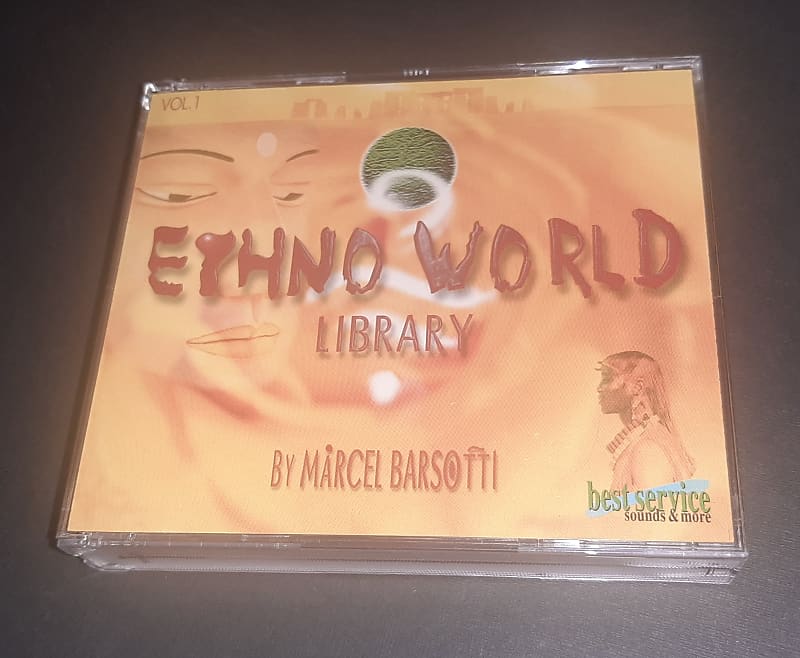 VOL.1
ETHNO WORLD
LIBRARY
BY MARCEL BARSOTTI
best service
sounds & more